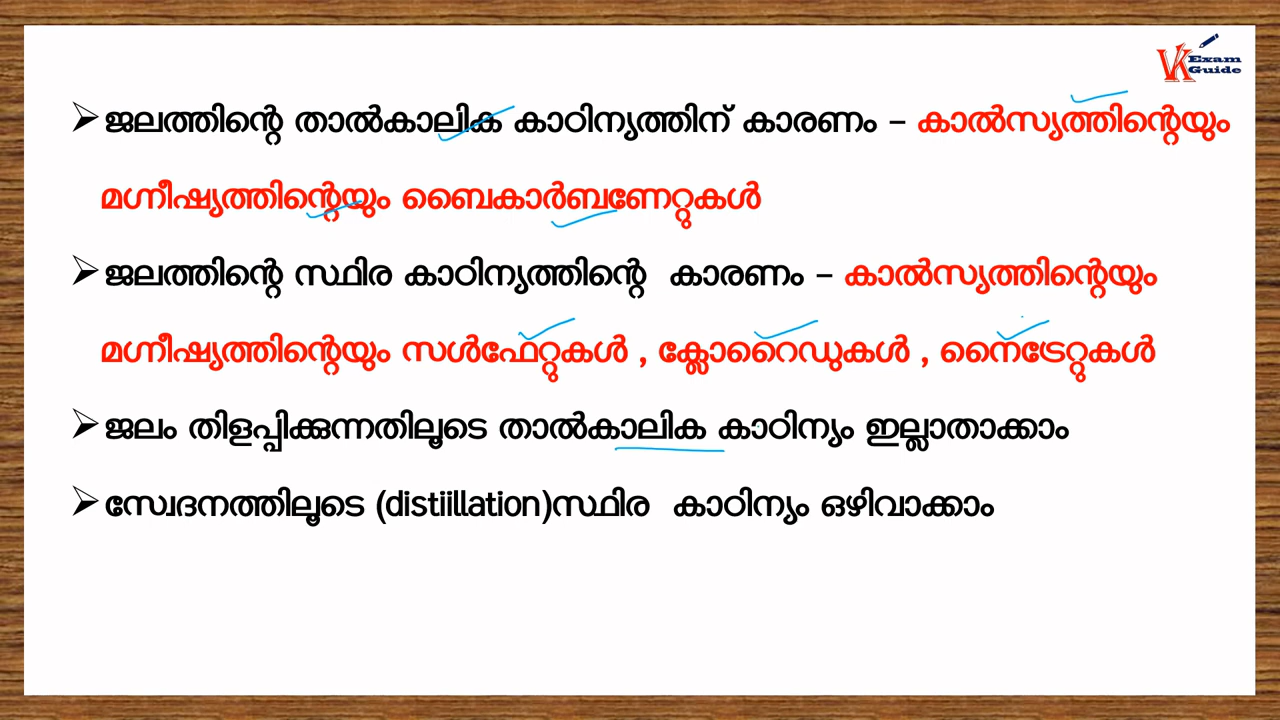 VK Exam
Guide
➢ജലത്തിന്റെ താൽകാലിക കാഠിന്യത്തിന് കാരണം – കാൽസ്യത്തിന്റെയും
മഗ്നീഷ്യത്തിന്റെയും ബൈകാർബണേറ്റുകൾ
➢ജലത്തിന്റെ സ്ഥിര കാഠിന്യത്തിന്റെ കാരണം – കാൽസ്യത്തിന്റെയും
മഗ്നീഷ്യത്തിന്റെയും സൾഫേറ്റുകൾ , ക്ലോറൈഡുകൾ , നൈട്രേറ്റുകൾ
➢ജലം തിളപ്പിക്കുന്നതിലൂടെ താൽകാലിക കാഠിന്യം ഇല്ലാതാക്കാം
➢സ്വേദനത്തിലൂടെ (distiillation)സ്ഥിര കാഠിന്യം ഒഴിവാക്കാം